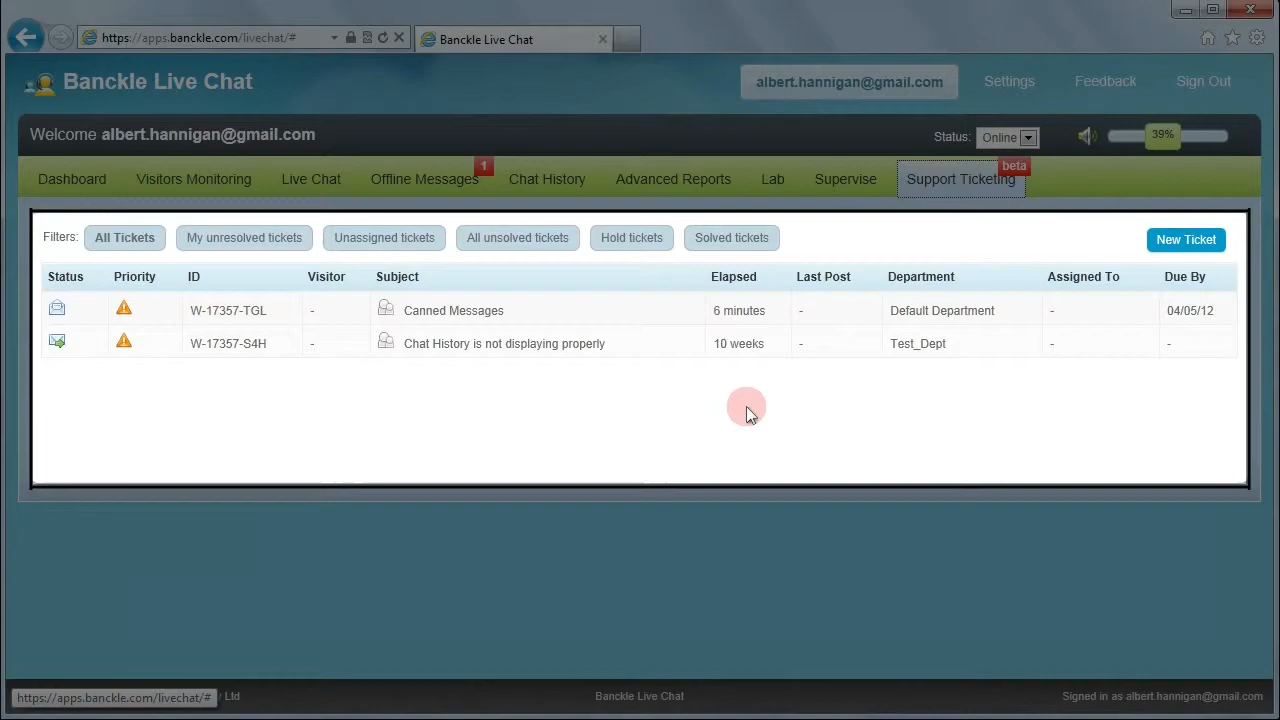 https://apps.banckle.com/livechat/#
Banckle Live Chat
Banckle Live Chat
albert.hannigan@gmail.com
Settings
Feedback
Sign Out
Welcome albert.hannigan@gmail.com
Status: Online
39%
Dashboard
Visitors Monitoring
Live Chat
Offline Messages
1
Chat History
Advanced Reports
Lab
Supervise
Support Ticketing
beta
Filters: All Tickets My unresolved tickets Unassigned tickets All unsolved tickets Hold tickets Solved tickets
New Ticket
Status Priority ID Visitor Subject Elapsed Last Post Department Assigned To Due By
W-17357-TGL - Canned Messages 6 minutes - Default Department - 04/05/12
W-17357-S4H - Chat History is not displaying properly 10 weeks - Test_Dept - -
https://apps.banckle.com/livechat/#
Ltd
Banckle Live Chat
Signed in as albert.hannigan@gmail.com